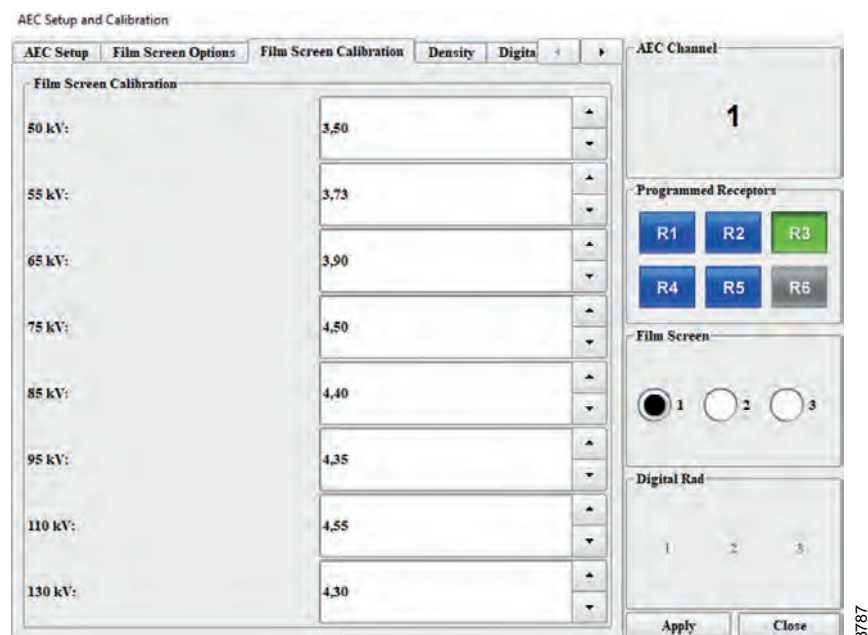 AEC Setup and Calibration
AEC Setup Film Screen Options Film Screen Calibration Density Digita
Film Screen Calibration
50 kV: 3,50
55 kV: 3,73
65 kV: 3,90
75 kV: 4,50
85 kV: 4,40
95 kV: 4,35
110 kV: 4,55
130 kV: 4,30
AEC Channel
1
Programmed Receptors
R1 R2 R3
R4 R5 R6
Film Screen
1 2 3
Digital Rad
1 2 3
Apply Close